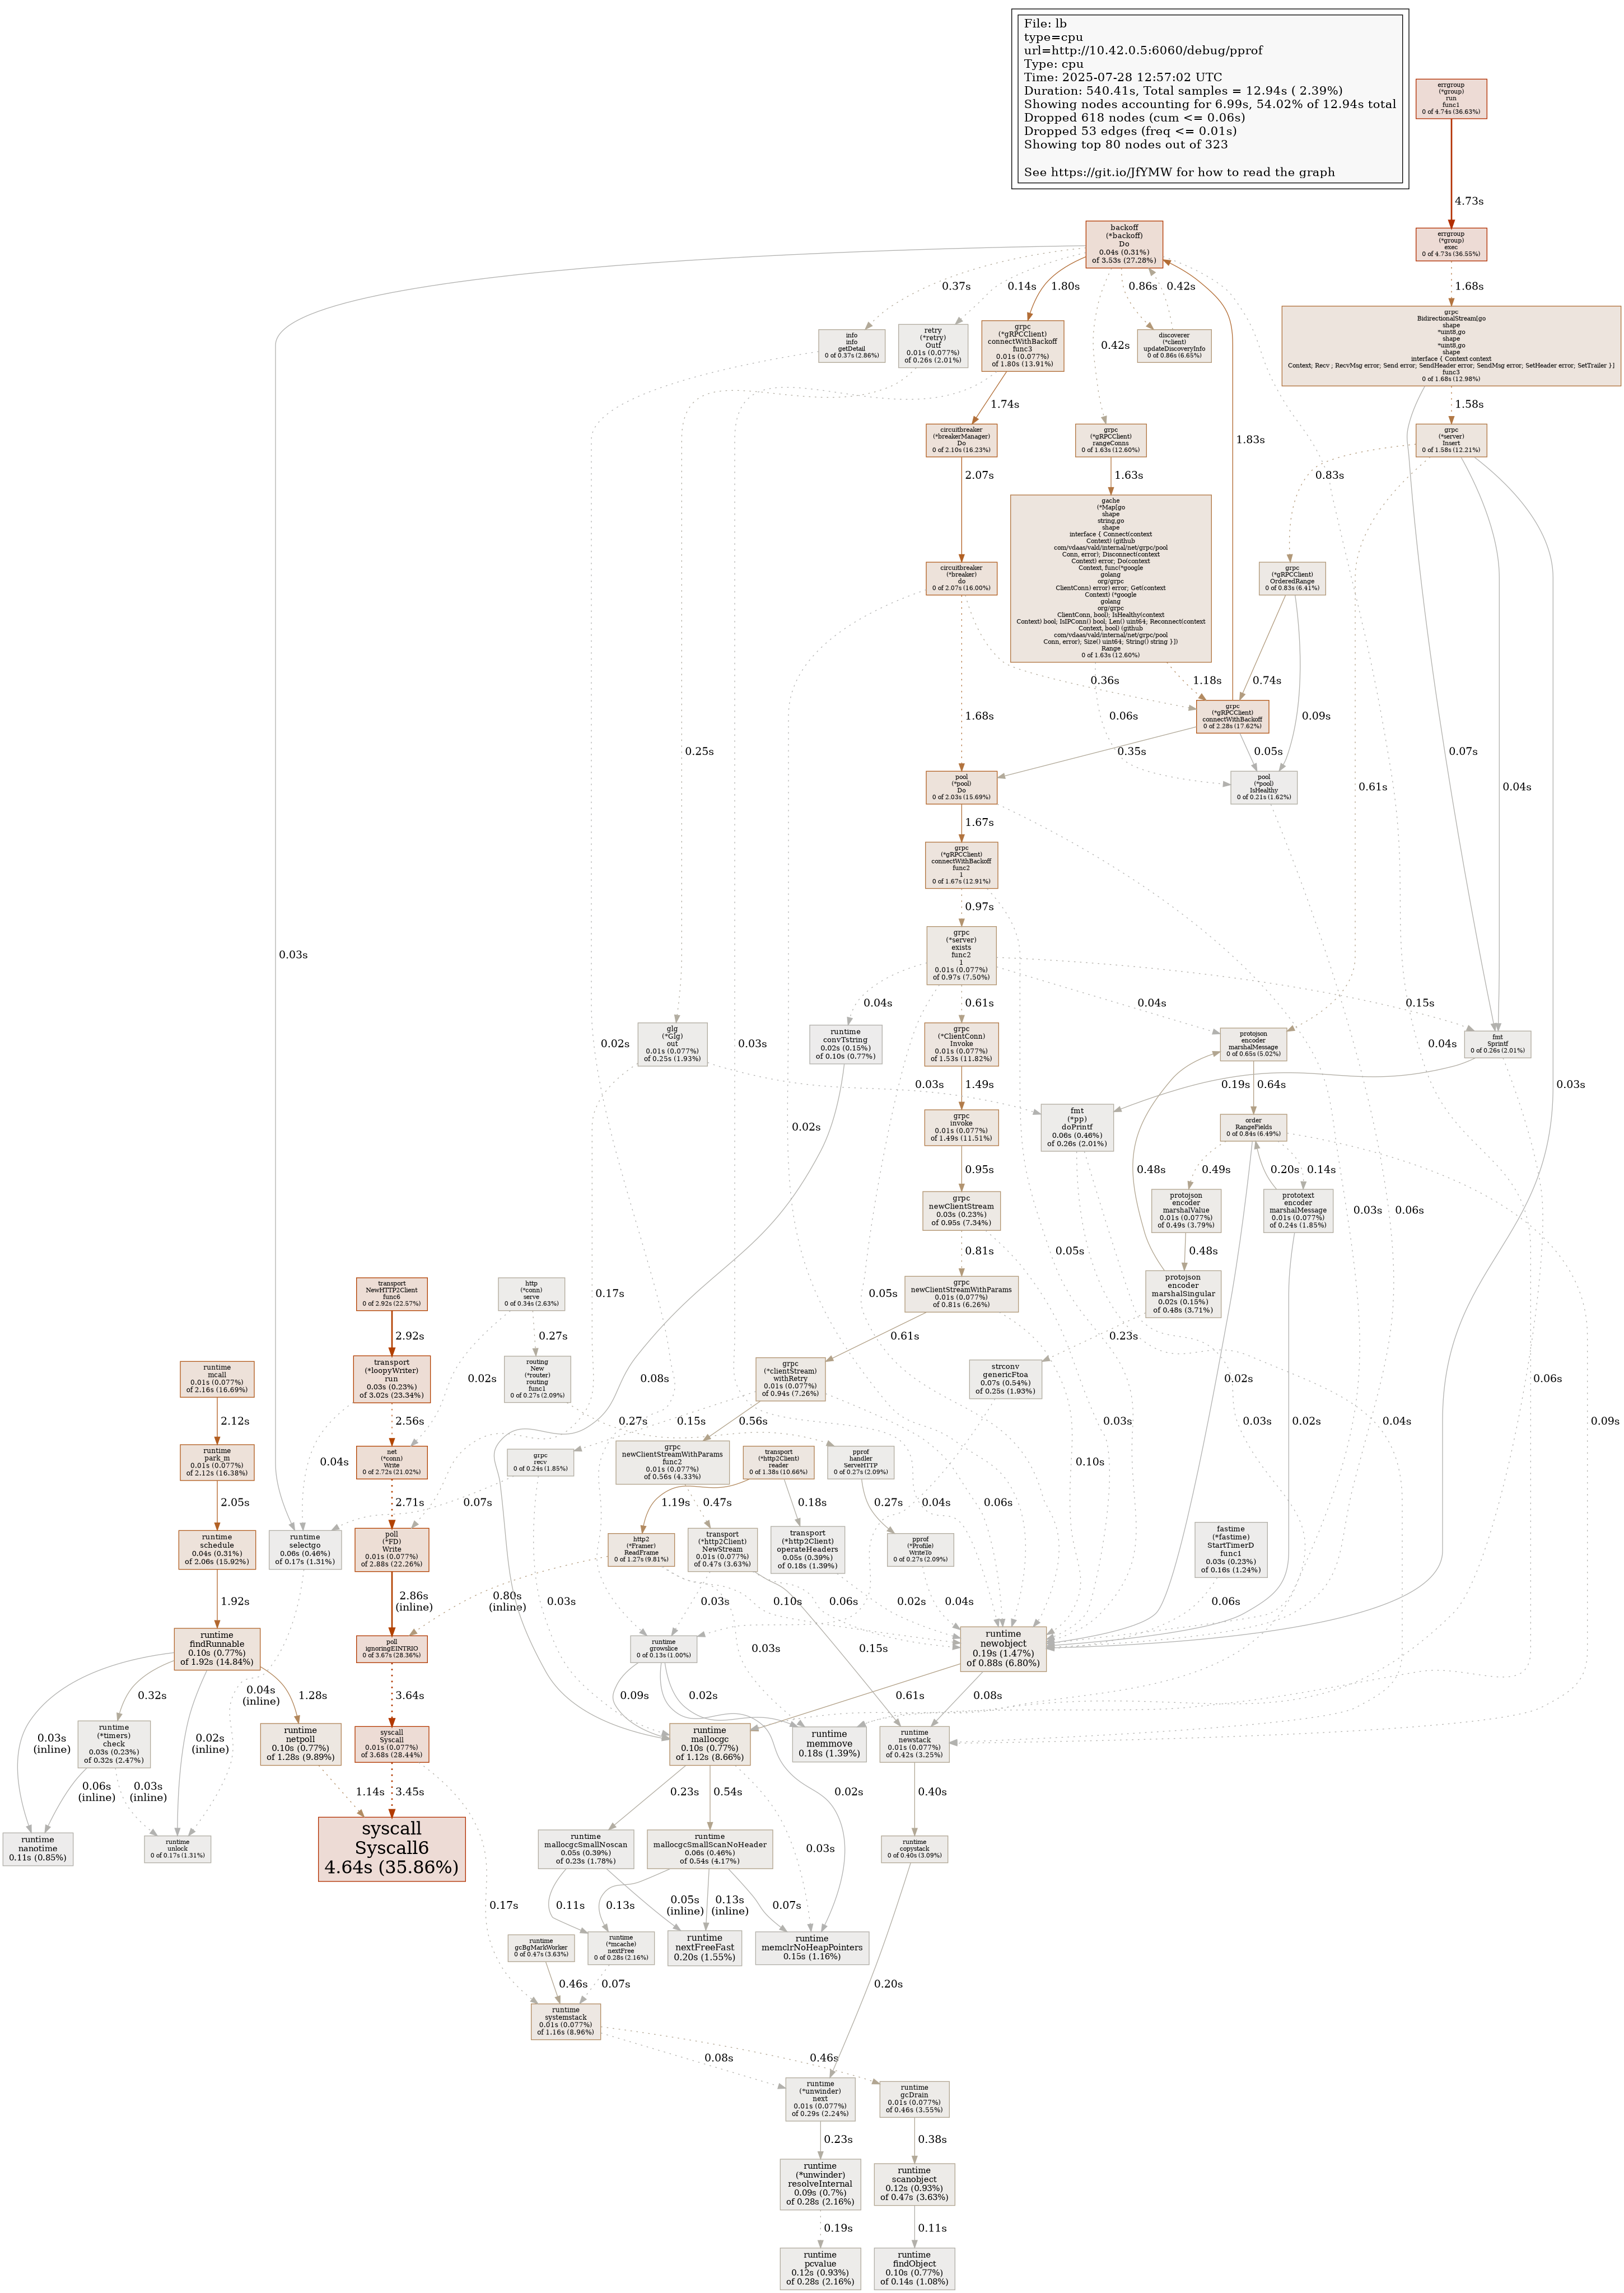 File: lb
type=cpu
url=http://10.42.0.5:6060/debug/pprof
Type: cpu
Time: 2025-07-28 12:57:02 UTC
Duration: 540.41s, Total samples = 12.94s ( 2.39%)
Showing nodes accounting for 6.99s, 54.02% of 12.94s total
Dropped 618 nodes (cum <= 0.06s)
Dropped 53 edges (freq <= 0.01s)
Showing top 80 nodes out of 323
See https://git.io/JfYMW for how to read the graph
errgroup
(*group)
run
func1
0 of 4.74s (36.63%)
4.73s
backoff
(*backoff)
Do
0.04s (0.31%)
of 3.53s (27.28%)
errgroup
(*group)
exec
0 of 4.73s (36.55%)
0.37s
0.14s
1.80s
0.86s
0.42s
1.68s
info
info
getDetail
0 of 0.37s (2.86%)
retry
(*retry)
Outf
0.01s (0.077%)
of 0.26s (2.01%)
grpc
(*gRPCClient)
connectWithBackoff
func3
0.01s (0.077%)
of 1.80s (13.91%)
0.42s
discoverer
(*client)
updateDiscoveryInfo
0 of 0.86s (6.65%)
grpc
BidirectionalStream[go
shape
*uint8,go
shape
*uint8,go
shape
interface { Context context
Context; Recv ; RecvMsg error; Send error; SendHeader error; SendMsg error; SetHeader error; SetTrailer }]
func3
0 of 1.68s (12.98%)
1.74s
1.58s
circuitbreaker
(*breakerManager)
Do
0 of 2.10s (16.23%)
grpc
(*gRPCClient)
rangeConns
0 of 1.63s (12.60%)
1.83s
grpc
(*server)
Insert
0 of 1.58s (12.21%)
2.07s
1.63s
0.83s
gache
(*Map[go
shape
string,go
shape
interface { Connect(context
Context) (github
com/vdaas/vald/internal/net/grpc/pool
Conn, error); Disconnect(context
Context) error; Do(context
Context, func(*google
golang
org/grpc
ClientConn) error) error; Get(context
Context) (*google
golang
org/grpc
ClientConn, bool); IsHealthy(context
Context) bool; IsIPConn() bool; Len() uint64; Reconnect(context
Context, bool) (github
com/vdaas/vald/internal/net/grpc/pool
Conn, error); Size() uint64; String() string }])
Range
0 of 1.63s (12.60%)
circuitbreaker
(*breaker)
do
0 of 2.07s (16.00%)
grpc
(*gRPCClient)
OrderedRange
0 of 0.83s (6.41%)
0.36s
1.18s
0.74s
grpc
(*gRPCClient)
connectWithBackoff
0 of 2.28s (17.62%)
1.68s
0.06s
0.09s
0.25s
0.35s
0.05s
0.07s
pool
(*pool)
Do
0 of 2.03s (15.69%)
pool
(*pool)
IsHealthy
0 of 0.21s (1.62%)
0.61s
0.04s
1.67s
grpc
(*gRPCClient)
connectWithBackoff
func2
1
0 of 1.67s (12.91%)
0.97s
grpc
(*server)
exists
func2
1
0.01s (0.077%)
of 0.97s (7.50%)
0.03s
0.04s
0.61s
0.04s
0.15s
glg
(*Glg)
out
0.01s (0.077%)
of 0.25s (1.93%)
runtime
convTstring
0.02s (0.15%)
of 0.10s (0.77%)
grpc
(*ClientConn)
Invoke
0.01s (0.077%)
of 1.53s (11.82%)
protojson
encoder
marshalMessage
0 of 0.65s (5.02%)
fmt
Sprintf
0 of 0.26s (2.01%)
0.02s
0.03s
0.04s
0.03s
0.03s
1.49s
0.19s
0.64s
0.02s
fmt
(*pp)
doPrintf
0.06s (0.46%)
of 0.26s (2.01%)
grpc
invoke
0.01s (0.077%)
of 1.49s (11.51%)
order
RangeFields
0 of 0.84s (6.49%)
0.95s
0.48s
0.49s
0.20s
0.14s
grpc
newClientStream
0.03s (0.23%)
of 0.95s (7.34%)
protojson
encoder
marshalValue
0.01s (0.077%)
of 0.49s (3.79%)
prototext
encoder
marshalMessage
0.01s (0.077%)
of 0.24s (1.85%)
0.03s
0.06s
0.81s
0.05s
0.48s
transport
NewHTTP2Client
func6
0 of 2.92s (22.57%)
http
(*conn)
serve
0 of 0.34s (2.63%)
0.17s
0.05s
grpc
newClientStreamWithParams
0.01s (0.077%)
of 0.81s (6.26%)
protojson
encoder
marshalSingular
0.02s (0.15%)
of 0.48s (3.71%)
2.92s
0.27s
0.61s
0.23s
runtime
mcall
0.01s (0.077%)
of 2.16s (16.69%)
transport
(*loopyWriter)
run
0.03s (0.23%)
of 3.02s (23.34%)
0.02s
routing
New
(*router)
routing
func1
0 of 0.27s (2.09%)
0.08s
grpc
(*clientStream)
withRetry
0.01s (0.077%)
of 0.94s (7.26%)
strconv
genericFtoa
0.07s (0.54%)
of 0.25s (1.93%)
0.02s
0.06s
2.12s
2.56s
0.27s
0.15s
0.56s
0.03s
0.03s
0.02s
0.04s
0.09s
runtime
park_m
0.01s (0.077%)
of 2.12s (16.38%)
0.04s
net
(*conn)
Write
0 of 2.72s (21.02%)
grpc
recv
0 of 0.24s (1.85%)
grpc
newClientStreamWithParams
func2
0.01s (0.077%)
of 0.56s (4.33%)
transport
(*http2Client)
reader
0 of 1.38s (10.66%)
pprof
handler
ServeHTTP
0 of 0.27s (2.09%)
0.10s
2.05s
2.71s
0.07s
1.19s
0.47s
0.18s
0.27s
0.04s
0.06s
runtime
schedule
0.04s (0.31%)
of 2.06s (15.92%)
runtime
selectgo
0.06s (0.46%)
of 0.17s (1.31%)
poll
(*FD)
Write
0.01s (0.077%)
of 2.88s (22.26%)
http2
(*Framer)
ReadFrame
0 of 1.27s (9.81%)
transport
(*http2Client)
NewStream
0.01s (0.077%)
of 0.47s (3.63%)
transport
(*http2Client)
operateHeaders
0.05s (0.39%)
of 0.18s (1.39%)
pprof
(*Profile)
WriteTo
0 of 0.27s (2.09%)
fastime
(*fastime)
StartTimerD
func1
0.03s (0.23%)
of 0.16s (1.24%)
1.92s
2.86s
(inline)
0.80s
(inline)
0.03s
0.03s
0.10s
0.06s
0.02s
0.04s
0.06s
runtime
findRunnable
0.10s (0.77%)
of 1.92s (14.84%)
poll
ignoringEINTRIO
0 of 3.67s (28.36%)
runtime
growslice
0 of 0.13s (1.00%)
0.03s
0.15s
runtime
newobject
0.19s (1.47%)
of 0.88s (6.80%)
0.03s
(inline)
0.32s
0.02s
(inline)
0.04s
(inline)
1.28s
3.64s
0.09s
0.02s
0.61s
0.08s
runtime
(*timers)
check
0.03s (0.23%)
of 0.32s (2.47%)
runtime
netpoll
0.10s (0.77%)
of 1.28s (9.89%)
syscall
Syscall
0.01s (0.077%)
of 3.68s (28.44%)
runtime
mallocgc
0.10s (0.77%)
of 1.12s (8.66%)
runtime
memmove
0.18s (1.39%)
runtime
newstack
0.01s (0.077%)
of 0.42s (3.25%)
0.06s
(inline)
0.03s
(inline)
1.14s
3.45s
0.23s
0.54s
0.02s
0.40s
runtime
nanotime
0.11s (0.85%)
runtime
unlock
0 of 0.17s (1.31%)
syscall
Syscall6
4.64s (35.86%)
runtime
mallocgcSmallNoscan
0.05s (0.39%)
of 0.23s (1.78%)
runtime
mallocgcSmallScanNoHeader
0.06s (0.46%)
of 0.54s (4.17%)
0.03s
runtime
copystack
0 of 0.40s (3.09%)
0.17s
0.11s
0.13s
0.05s
(inline)
0.13s
(inline)
0.07s
runtime
gcBgMarkWorker
0 of 0.47s (3.63%)
runtime
(*mcache)
nextFree
0 of 0.28s (2.16%)
runtime
nextFreeFast
0.20s (1.55%)
runtime
memclrNoHeapPointers
0.15s (1.16%)
0.46s
0.07s
0.20s
runtime
systemstack
0.01s (0.077%)
of 1.16s (8.96%)
0.08s
0.46s
runtime
(*unwinder)
next
0.01s (0.077%)
of 0.29s (2.24%)
runtime
gcDrain
0.01s (0.077%)
of 0.46s (3.55%)
0.23s
0.38s
runtime
(*unwinder)
resolveInternal
0.09s (0.7%)
of 0.28s (2.16%)
runtime
scanobject
0.12s (0.93%)
of 0.47s (3.63%)
0.19s
0.11s
runtime
pcvalue
0.12s (0.93%)
of 0.28s (2.16%)
runtime
findObject
0.10s (0.77%)
of 0.14s (1.08%)